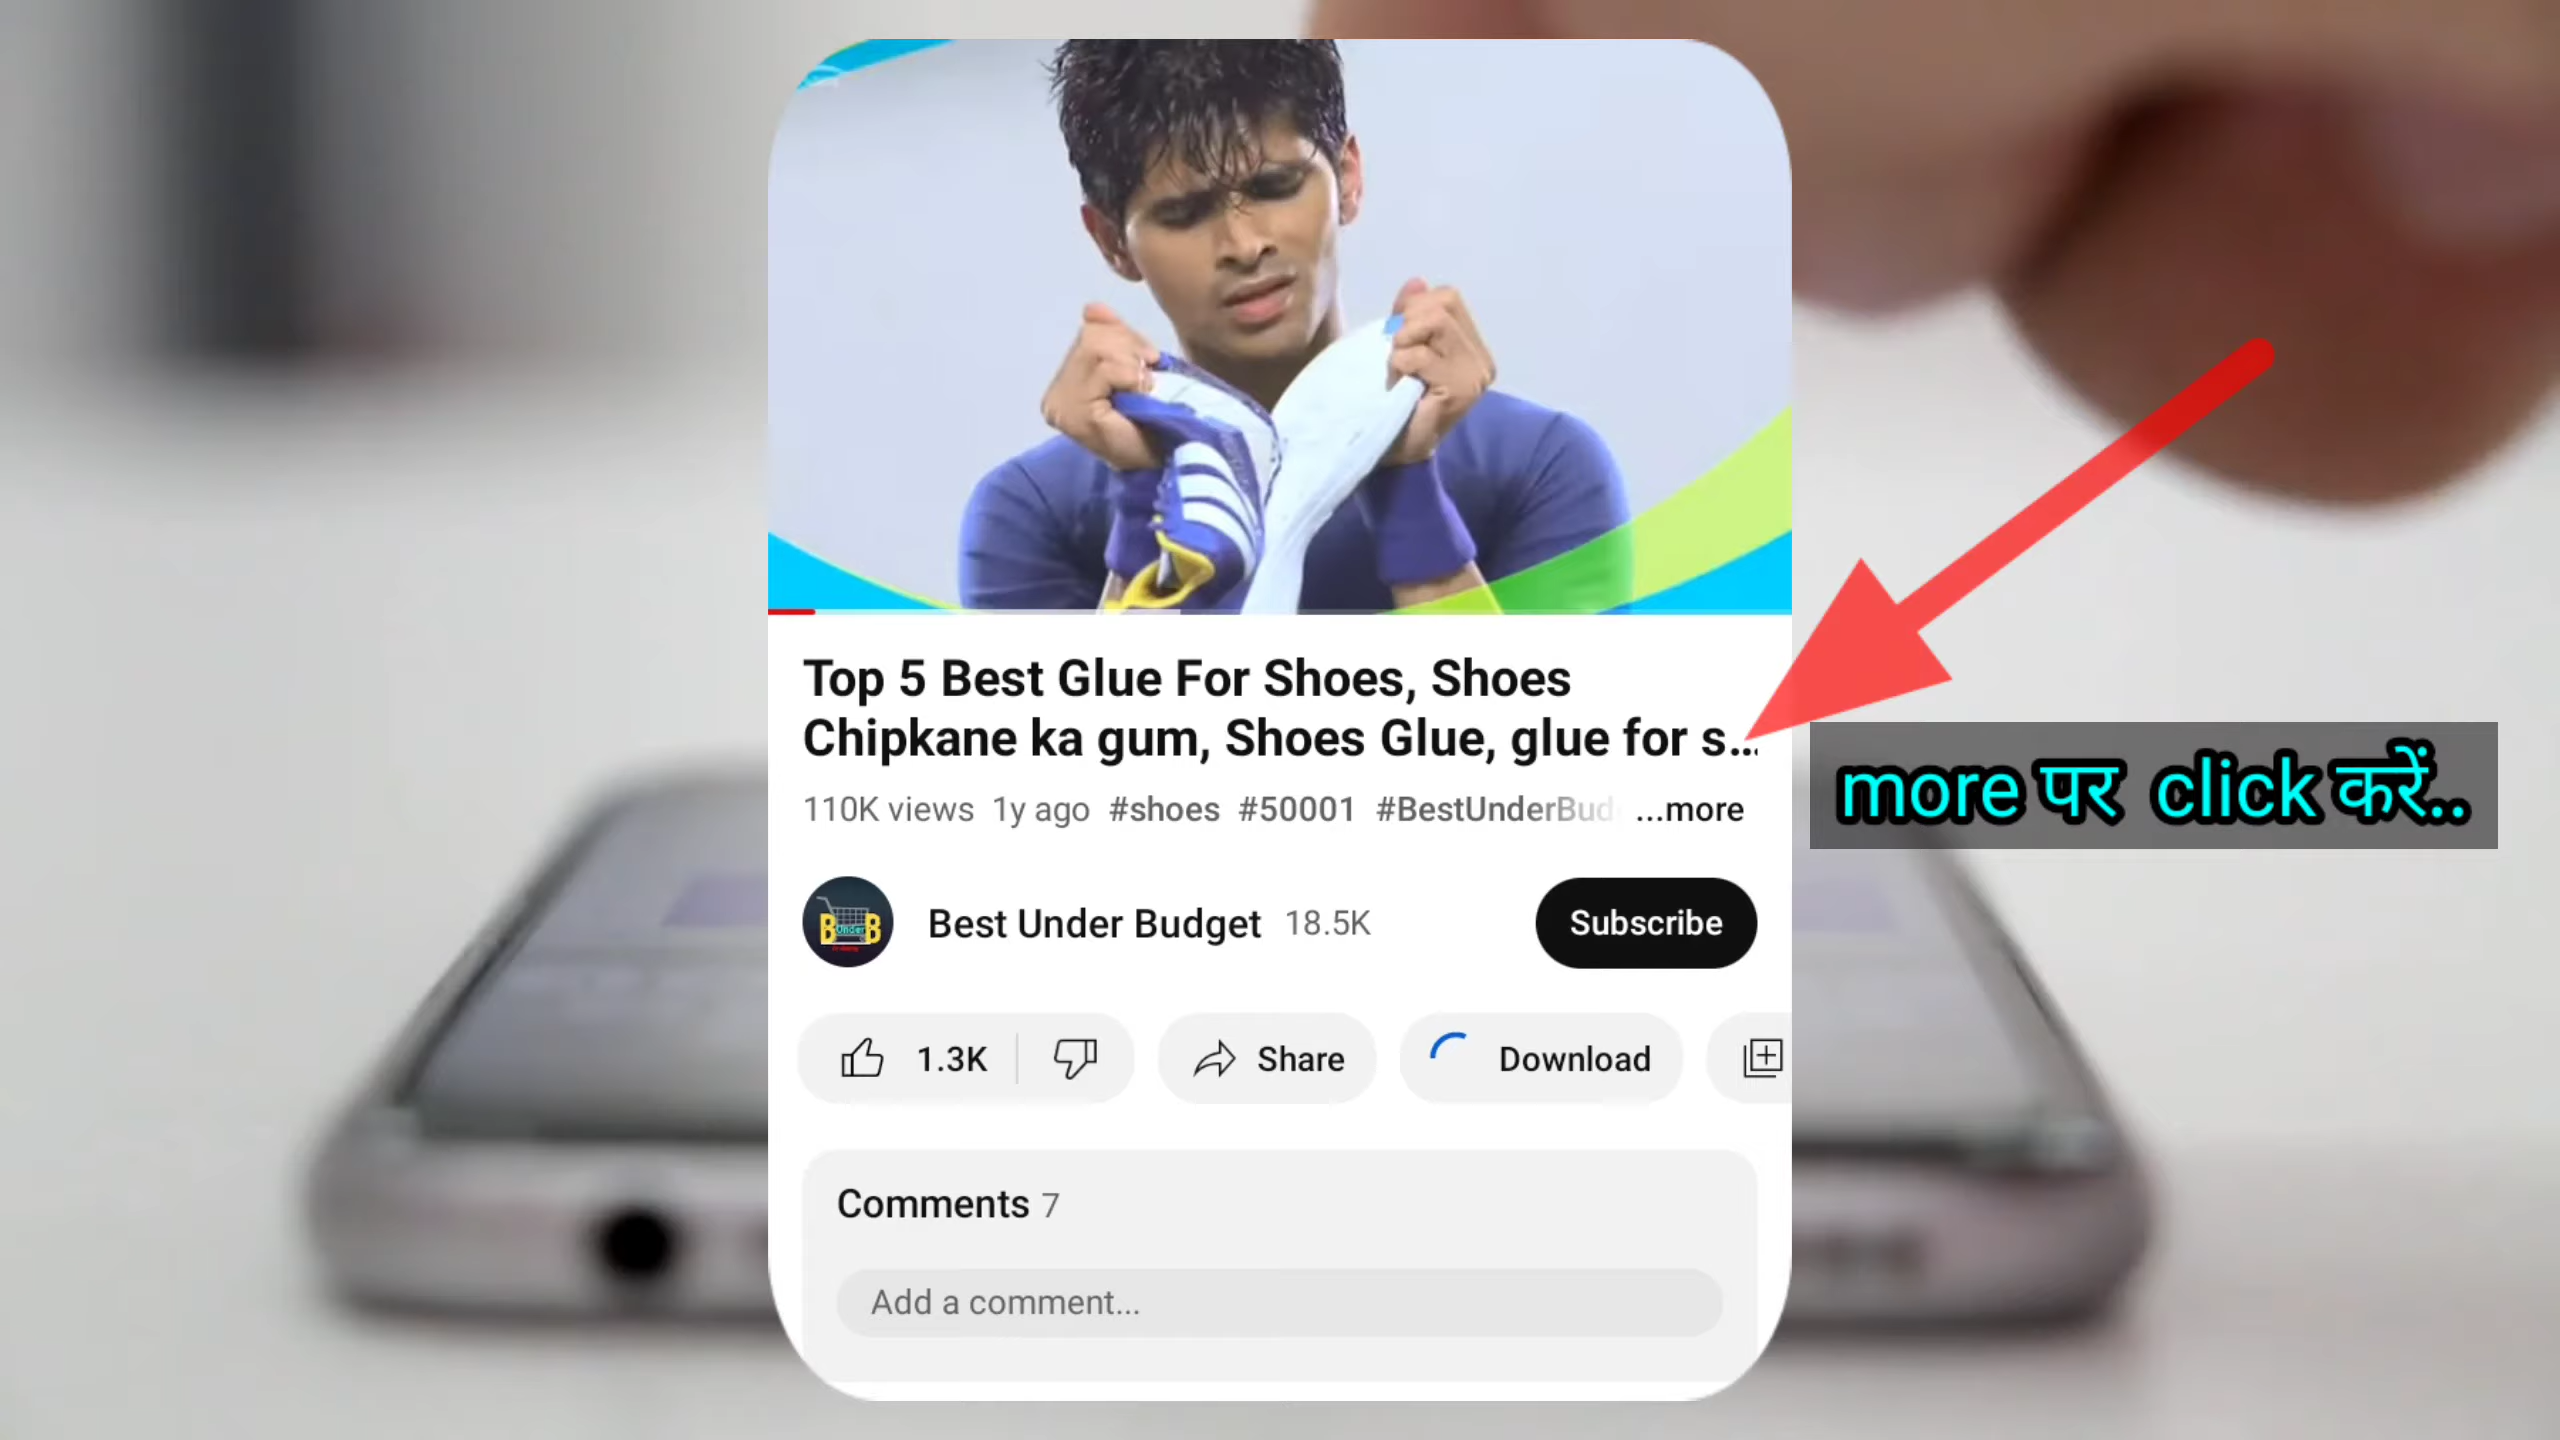 Top 5 Best Glue For Shoes, Shoes
Chipkane ka gum, Shoes Glue, glue for s...
110K views 1y ago #shoes #50001 #BestUnderBud ...more
more पर click करें..
B Under B
Best Under Budget 18.5K
Subscribe
1.3K
Share
Download
Comments 7
Add a comment...